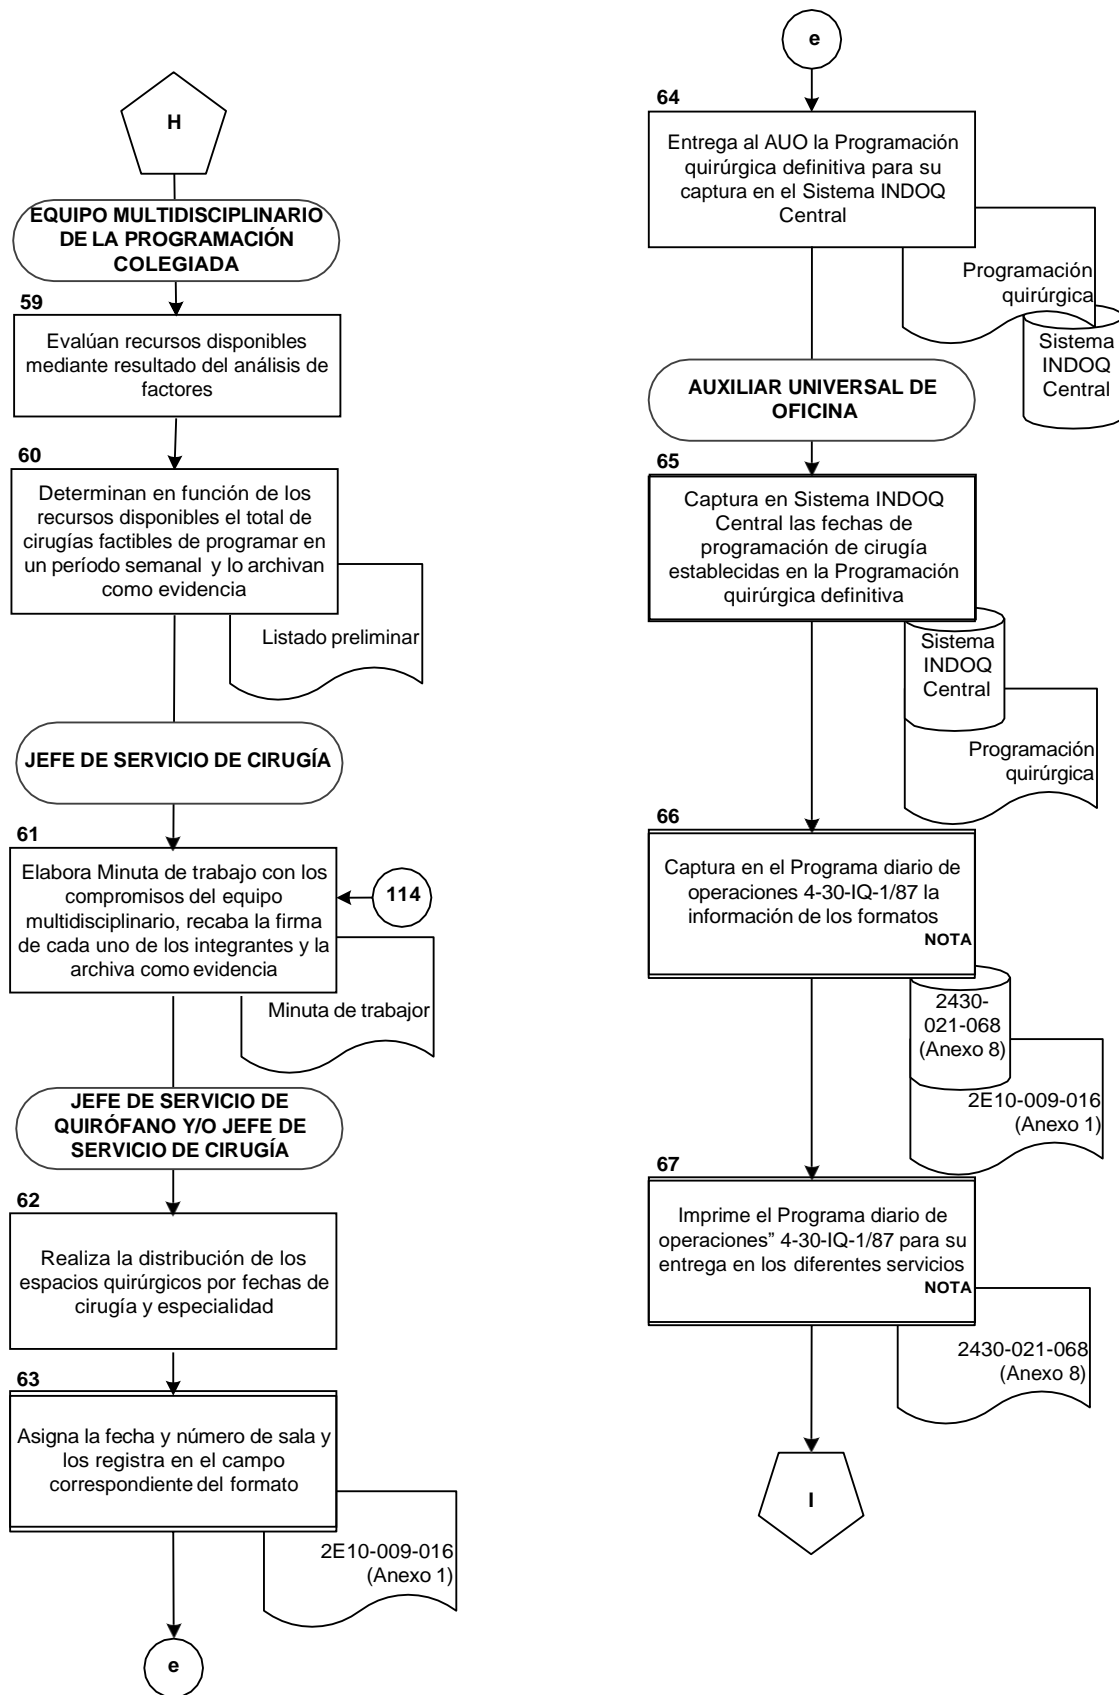 H
EQUIPO MULTIDISCIPLINARIO
DE LA PROGRAMACIÓN
COLEGIADA
59
Evalúan recursos disponibles
mediante resultado del análisis de
factores
60
Determinan en función de los
recursos disponibles el total de
cirugías factibles de programar en
un período semanal y lo archivan
como evidencia
Listado preliminar
JEFE DE SERVICIO DE CIRUGÍA
61
Elabora Minuta de trabajo con los
compromisos del equipo
multidisciplinario, recaba la firma
de cada uno de los integrantes y la
archiva como evidencia
114
Minuta de trabajor
JEFE DE SERVICIO DE
QUIRÓFANO Y/O JEFE DE
SERVICIO DE CIRUGÍA
62
Realiza la distribución de los
espacios quirúrgicos por fechas de
cirugía y especialidad
63
Asigna la fecha y número de sala y
los registra en el campo
correspondiente del formato
2E10-009-016
(Anexo 1)
e
e
64
Entrega al AUO la Programación
quirúrgica definitiva para su
captura en el Sistema INDOQ
Central
Programación
quirúrgica
Sistema
INDOQ
Central
AUXILIAR UNIVERSAL DE
OFICINA
65
Captura en Sistema INDOQ
Central las fechas de
programación de cirugía
establecidas en la Programación
quirúrgica definitiva
Sistema
INDOQ
Central
Programación
quirúrgica
66
Captura en el Programa diario de
operaciones 4-30-IQ-1/87 la
información de los formatos
NOTA
2430-
021-068
(Anexo 8)
2E10-009-016
(Anexo 1)
67
Imprime el Programa diario de
operaciones” 4-30-IQ-1/87 para su
entrega en los diferentes servicios
NOTA
2430-021-068
(Anexo 8)
I